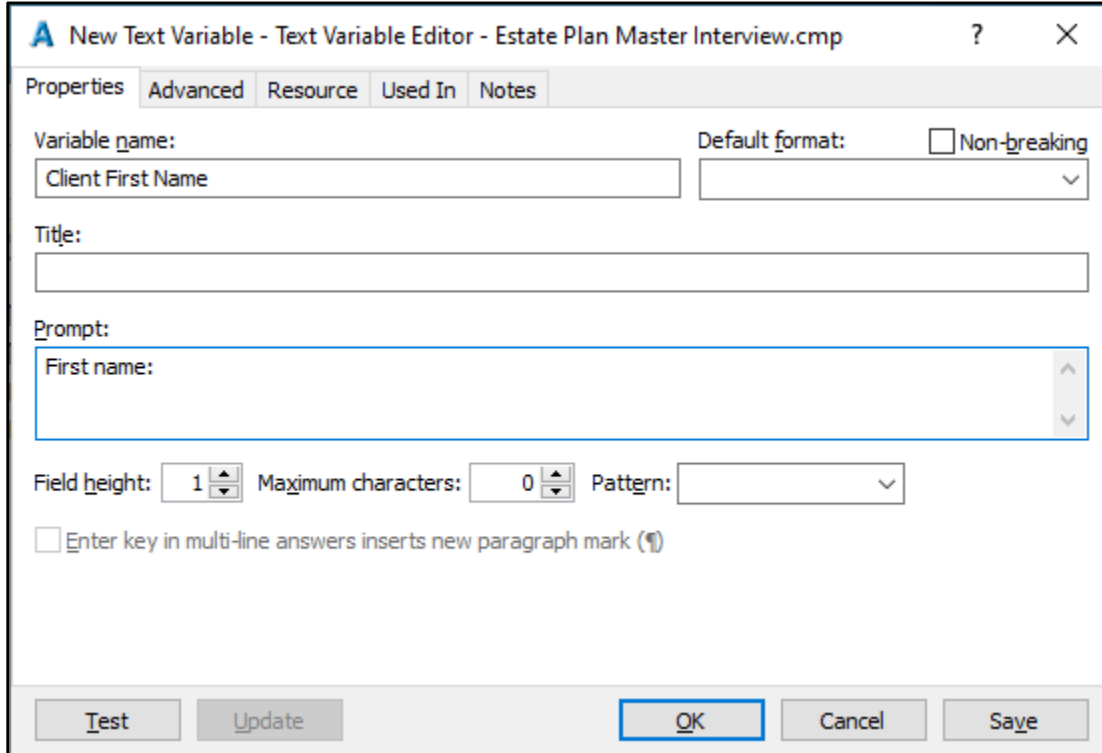 New Text Variable - Text Variable Editor - Estate Plan Master Interview.cmp ? ×
Properties Advanced Resource Used In Notes
Variable name: Default format: Non-breaking
Client First Name
Title:
Prompt:
First name:
Field height: 1 Maximum characters: 0 Pattern:
Enter key in multi-line answers inserts new paragraph mark (¶)
Test Update OK Cancel Save